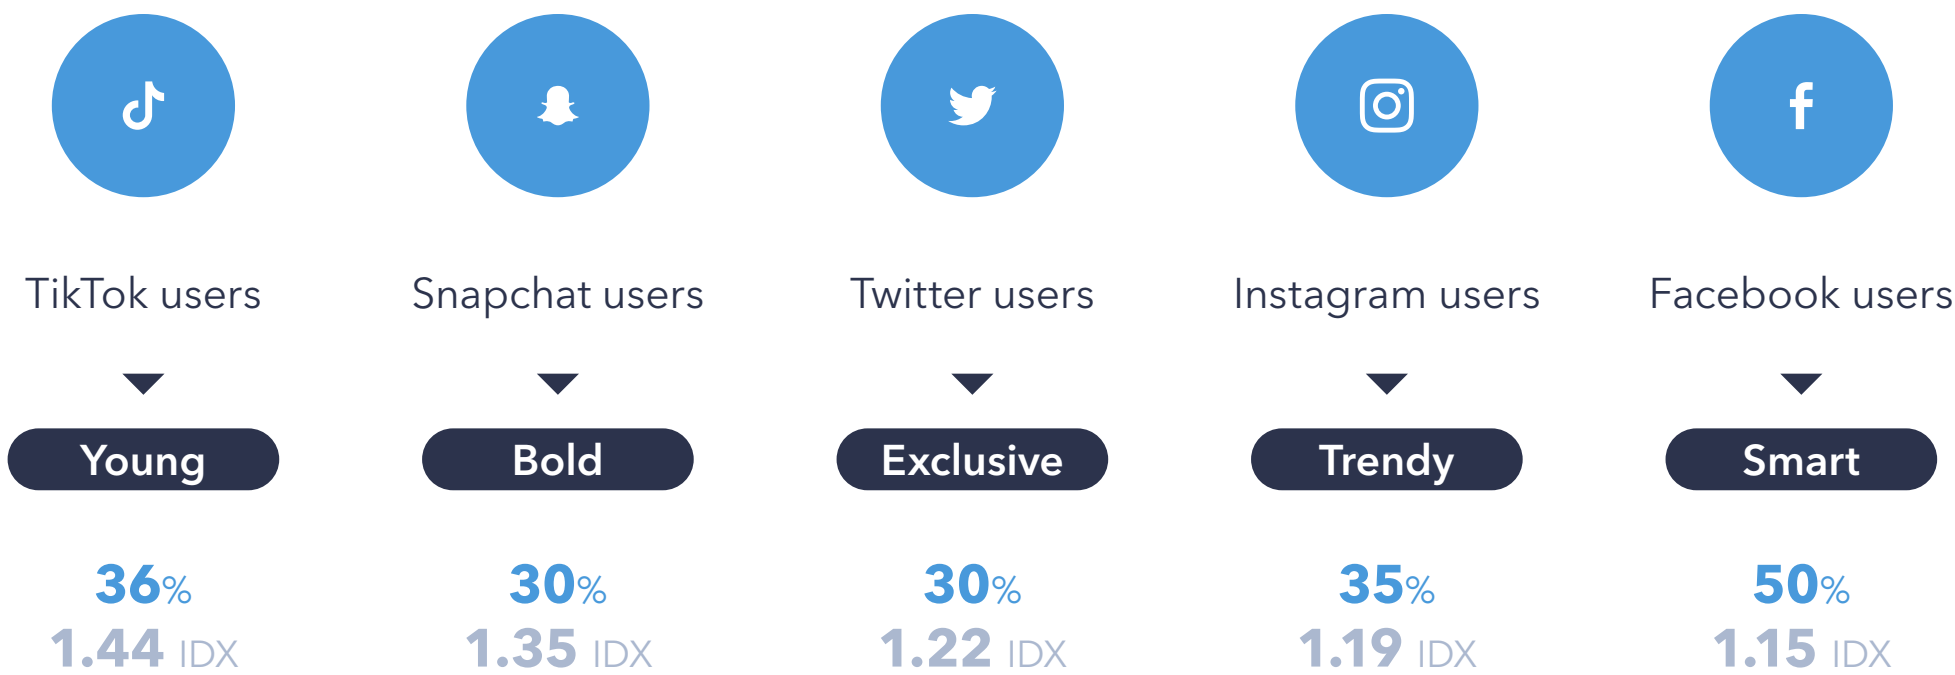 TikTok users
Snapchat users
Twitter users
Instagram users
Facebook users
Young
Bold
Exclusive
Trendy
Smart
36%
30%
30%
35%
50%
1.44 IDX
1.35 IDX
1.22 IDX
1.19 IDX
1.15 IDX